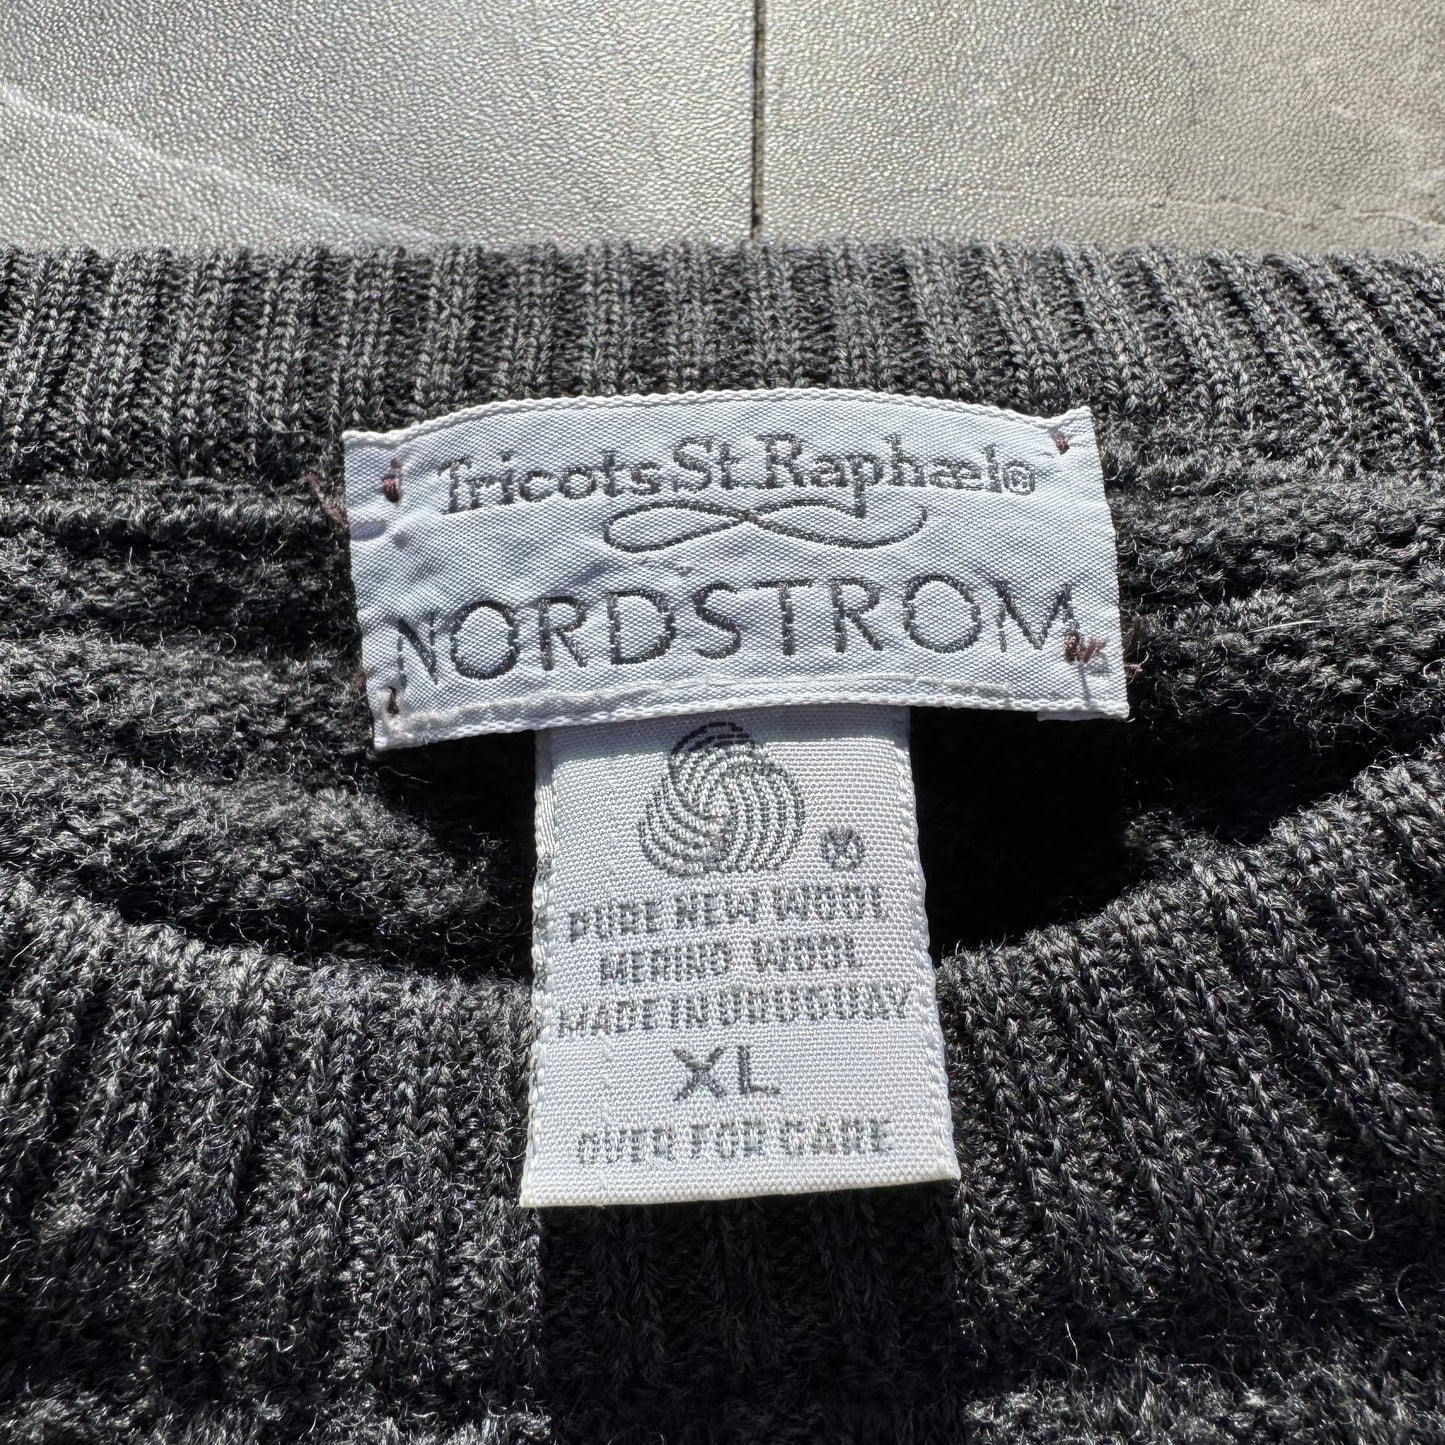 Tricots St. Raphael®
NORDSTROM
®
PURE NEW WOOL
MERINO WOOL
MADE IN URUGUAY
XL
OVER FOR CARE